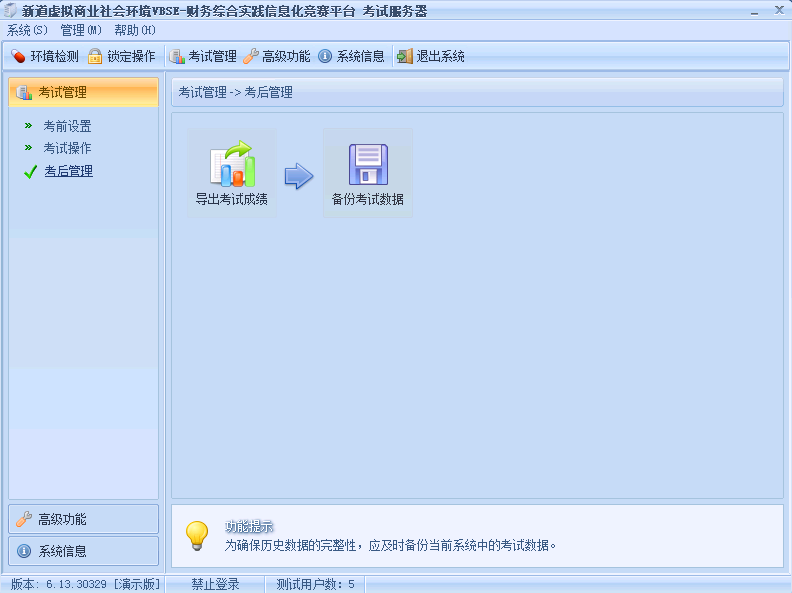 新道虚拟商业社会环境VBSE-财务综合实践信息化竞赛平台 考试服务器
系统(S) 管理(M) 帮助(H)
环境检测 锁定操作 考试管理 高级功能 系统信息 退出系统
考试管理
考前设置
考试操作
考后管理
考试管理 -> 考后管理
导出考试成绩
备份考试数据
高级功能
系统信息
功能提示
为确保历史数据的完整性，应及时备份当前系统中的考试数据。
版本: 6.13.30329 [演示版] 禁止登录 测试用户数: 5